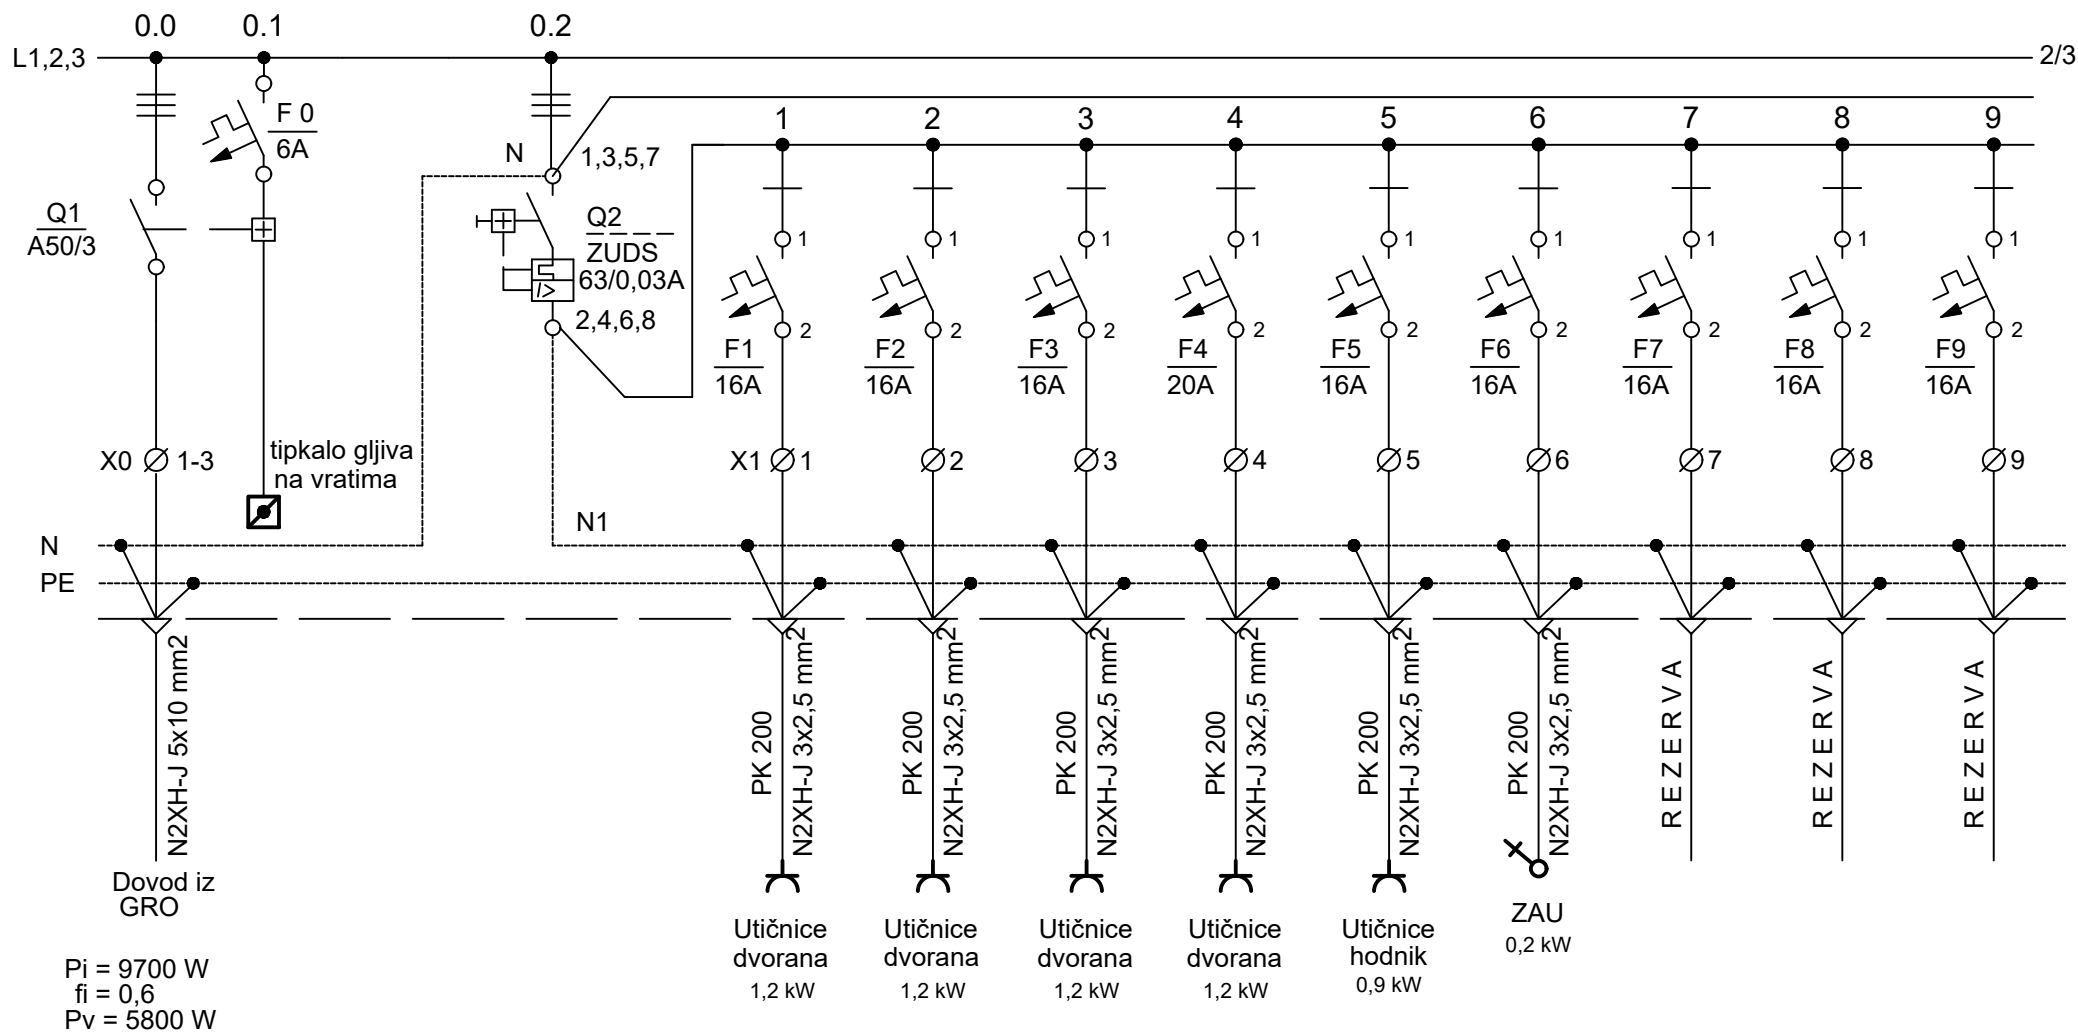 0.0 0.1 0.2
L1,2,3 2/3
F 0
6A
1 2 3 4 5 6 7 8 9
N 1,3,5,7
Q1
A50/3
Q2
ZUDS
63/0,03A
2,4,6,8
1 1 1 1 1 1 1 1 1
2 2 2 2 2 2 2 2 2
F1 F2 F3 F4 F5 F6 F7 F8 F9
16A 16A 16A 20A 16A 16A 16A 16A 16A
X0 1-3
tipkalo gljiva
na vratima
X1 1 2 3 4 5 6 7 8 9
N1
N
PE
N2XH-J 5x10 mm2
PK 200
N2XH-J 3x2,5 mm2
PK 200
N2XH-J 3x2,5 mm2
PK 200
N2XH-J 3x2,5 mm2
PK 200
N2XH-J 3x2,5 mm2
PK 200
N2XH-J 3x2,5 mm2
PK 200
N2XH-J 3x2,5 mm2
R E Z E R V A
R E Z E R V A
R E Z E R V A
Dovod iz
GRO
Utičnice
dvorana
1,2 kW
Utičnice
dvorana
1,2 kW
Utičnice
dvorana
1,2 kW
Utičnice
dvorana
1,2 kW
Utičnice
hodnik
0,9 kW
ZAU
0,2 kW
Pi = 9700 W
fi = 0,6
Pv = 5800 W